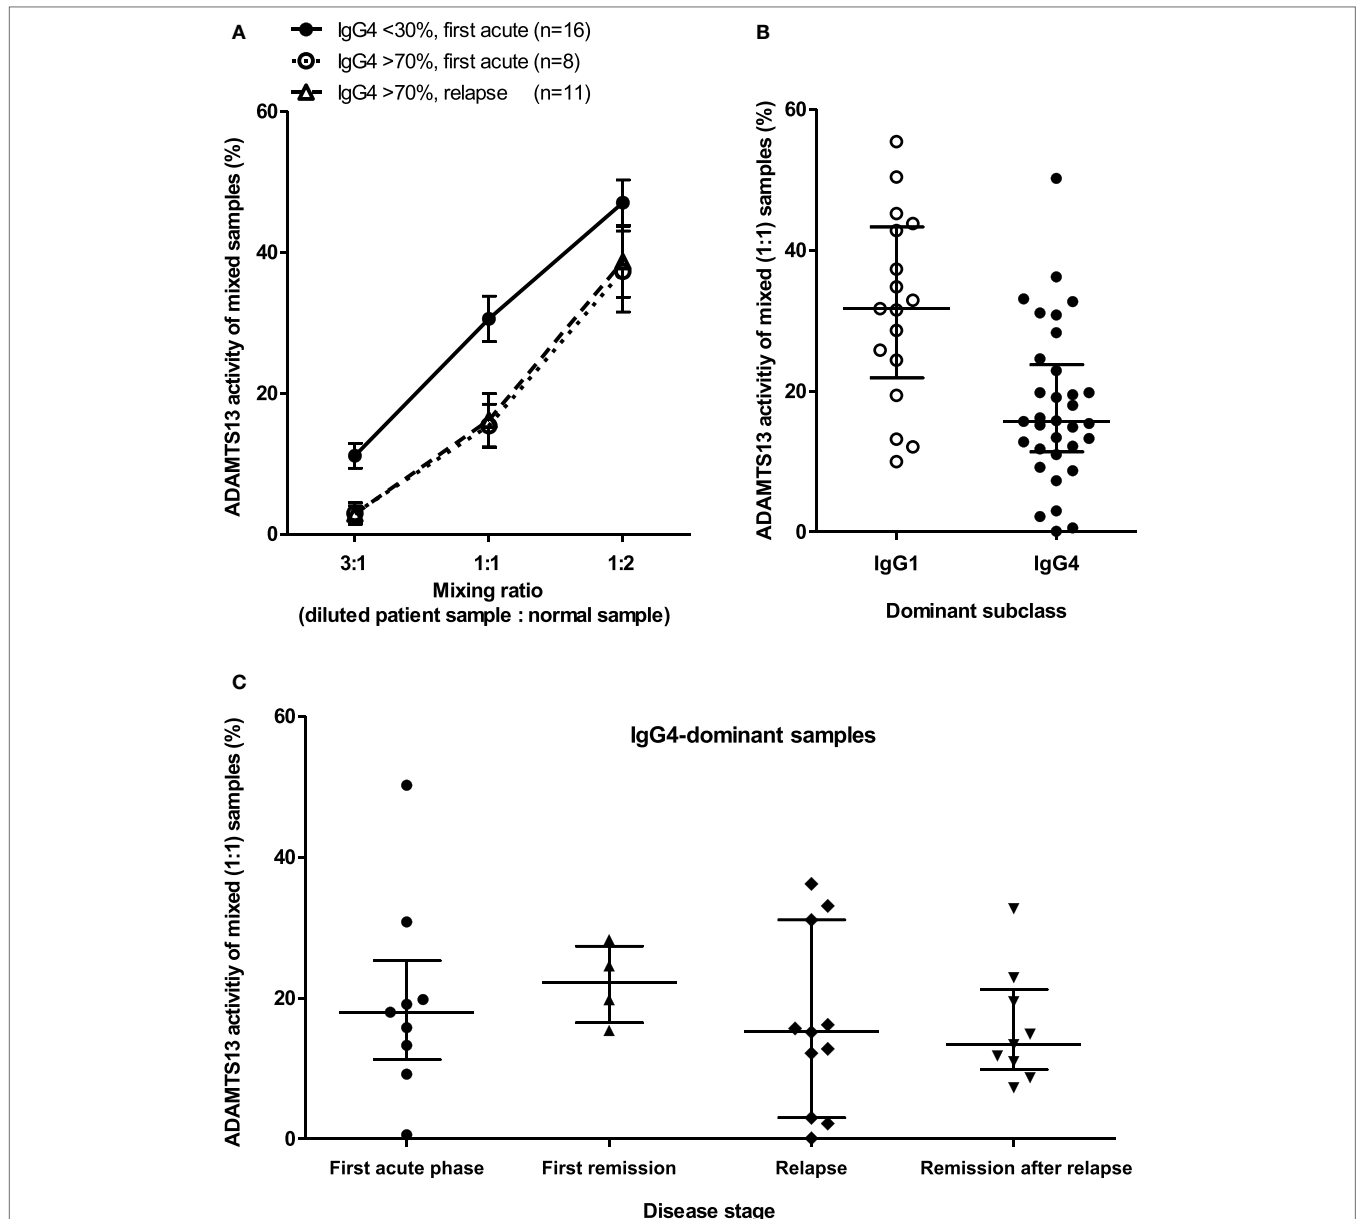 A
IgG4 <30%, first acute (n=16)
IgG4 >70%, first acute (n=8)
IgG4 >70%, relapse (n=11)
ADAMTS13 activity of mixed samples (%)
60
40
20
0
3:1
1:1
1:2
Mixing ratio
(diluted patient sample : normal sample)
B
ADAMTS13 activitiy of mixed (1:1) samples (%)
60
40
20
0
IgG1
IgG4
Dominant subclass
C
IgG4-dominant samples
ADAMTS13 activitiy of mixed (1:1) samples (%)
60
40
20
0
First acute phase
First remission
Relapse
Remission after relapse
Disease stage